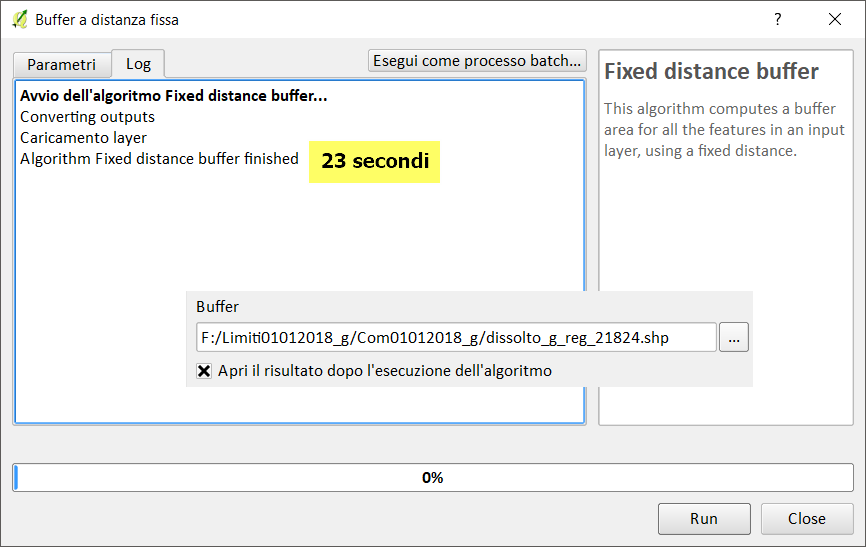 Buffer a distanza fissa
?
Parametri
Log
Esegui come processo batch...
Avvio dell'algoritmo Fixed distance buffer...
Converting outputs
Caricamento layer
Algorithm Fixed distance buffer finished
23 secondi
Buffer
F:/Limiti01012018_g/Com01012018_g/dissolto_g_reg_21824.shp
...
Apri il risultato dopo l'esecuzione dell'algoritmo
Fixed distance buffer
This algorithm computes a buffer
area for all the features in an input
layer, using a fixed distance.
0%
Run
Close